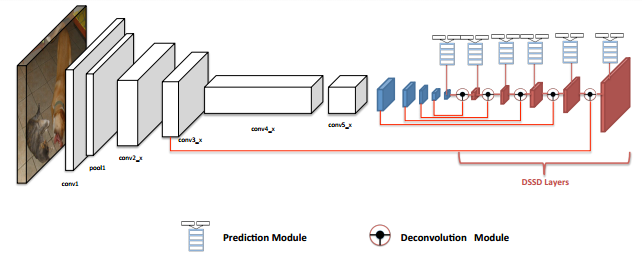 conv1
pool1
conv2_x
conv3_x
conv4_x
conv5_x
DSSD Layers
Prediction Module
Deconvolution Module